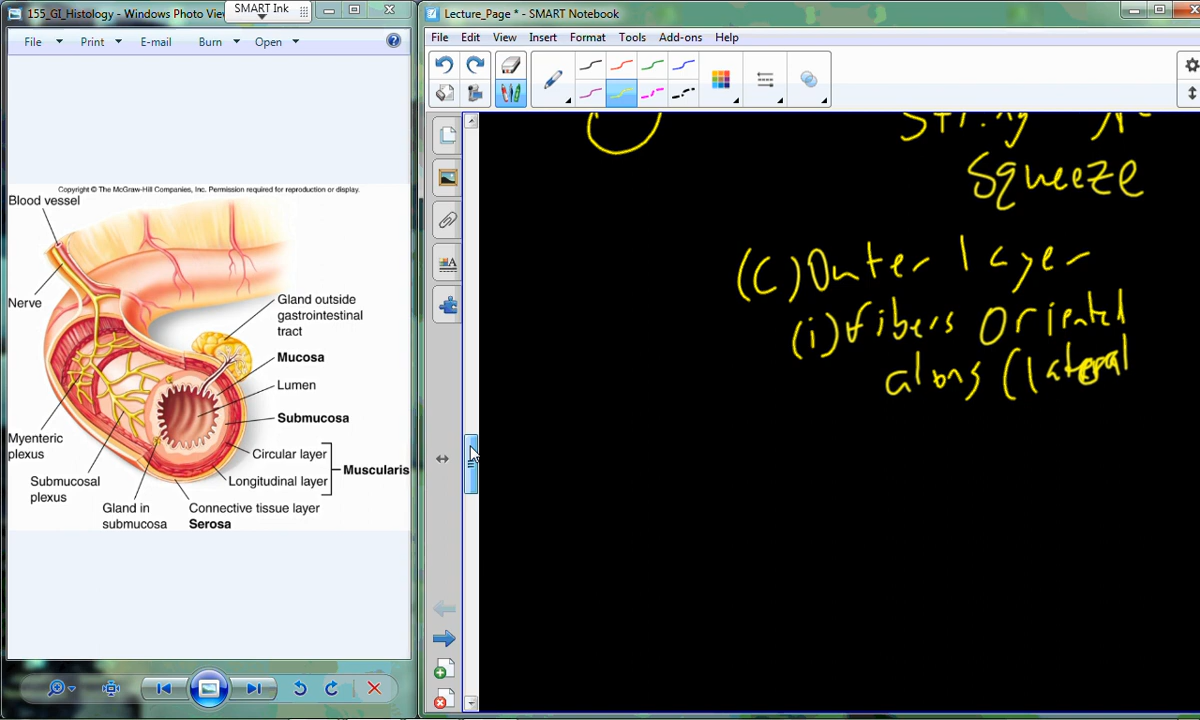 155_GI_Histology - Windows Photo View
SMART Ink
File Print E-mail Burn Open
Copyright © The McGraw-Hill Companies, Inc. Permission required for reproduction or display.
Blood vessel
Nerve
Gland outside
gastrointestinal
tract
Mucosa
Lumen
Submucosa
Circular layer
Muscularis
Longitudinal layer
Myenteric
plexus
Submucosal
plexus
Gland in
submucosa
Connective tissue layer
Serosa
Lecture_Page * - SMART Notebook
File Edit View Insert Format Tools Add-ons Help
Squeeze
(C) Outer layer
(i) fibers Oriented
along (lateral